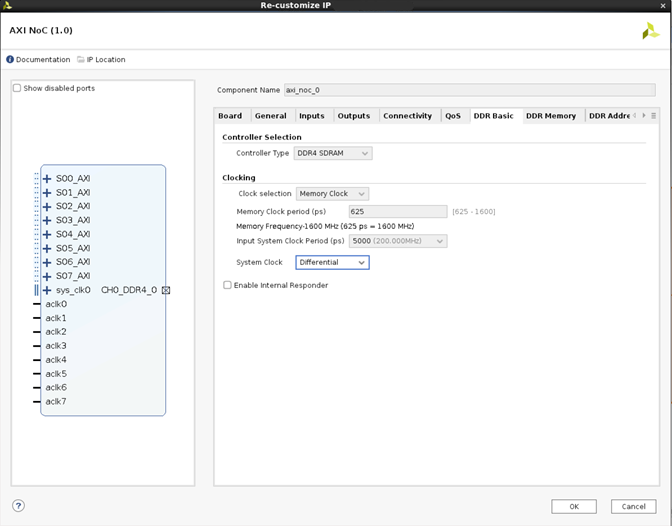 Re-customize IP
AXI NoC (1.0)
Documentation IP Location
Show disabled ports
S00_AXI
S01_AXI
S02_AXI
S03_AXI
S04_AXI
S05_AXI
S06_AXI
S07_AXI
sys_clk0 CH0_DDR4_0
aclk0
aclk1
aclk2
aclk3
aclk4
aclk5
aclk6
aclk7
Component Name axi_noc_0
Board General Inputs Outputs Connectivity QoS DDR Basic DDR Memory DDR Addre
Controller Selection
Controller Type DDR4 SDRAM
Clocking
Clock selection Memory Clock
Memory Clock period (ps) 625 [625 - 1600]
Memory Frequency-1600 MHz (625 ps = 1600 MHz)
Input System Clock Period (ps) 5000 (200.000MHz)
System Clock Differential
Enable Internal Responder
? OK Cancel